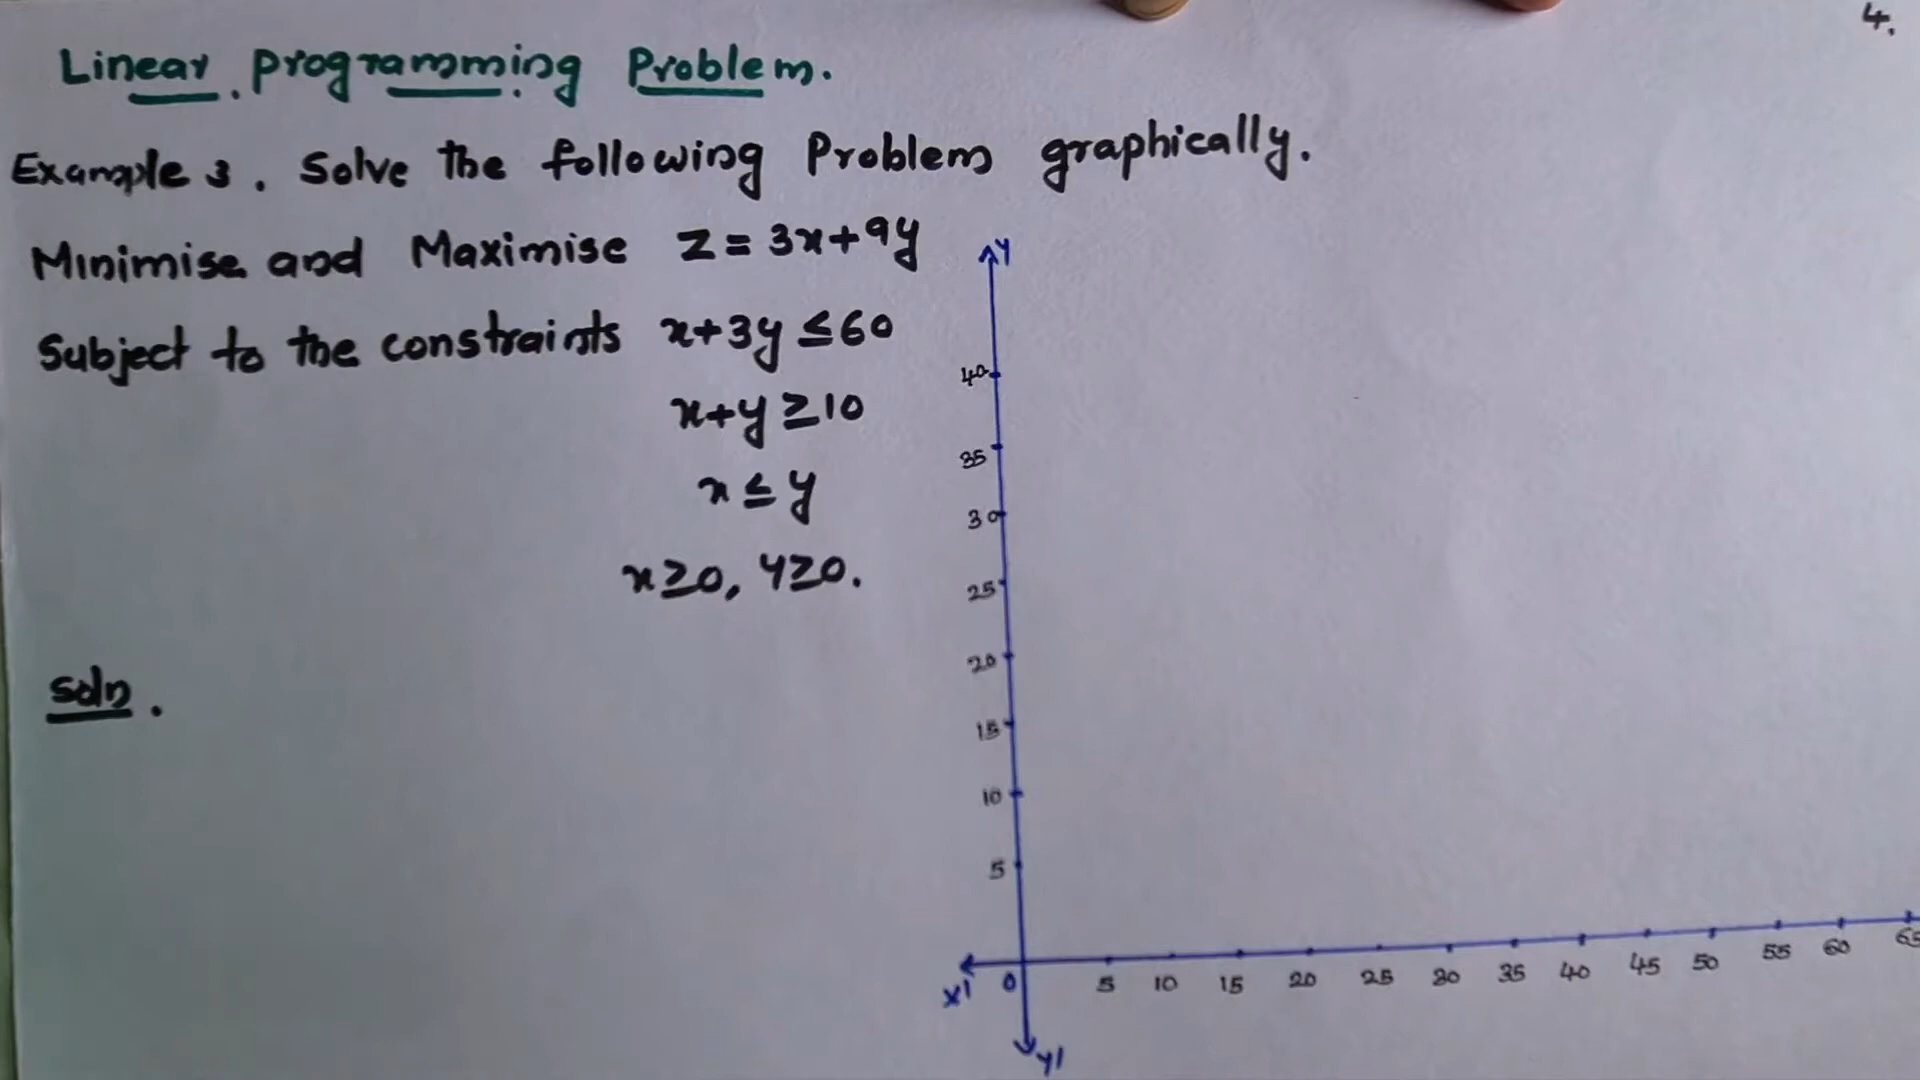 4.
Linear programming Problem.
Example 3. Solve the following Problem graphically.
Minimise and Maximise Z = 3x+9y
Subject to the constraints x+3y ≤ 60
x+y ≥ 10
x ≤ y
x ≥ 0, y ≥ 0.
Soln.
Y
40
35
30
25
20
15
10
5
X' 0 5 10 15 20 25 30 35 40 45 50 55 60 65
Y'